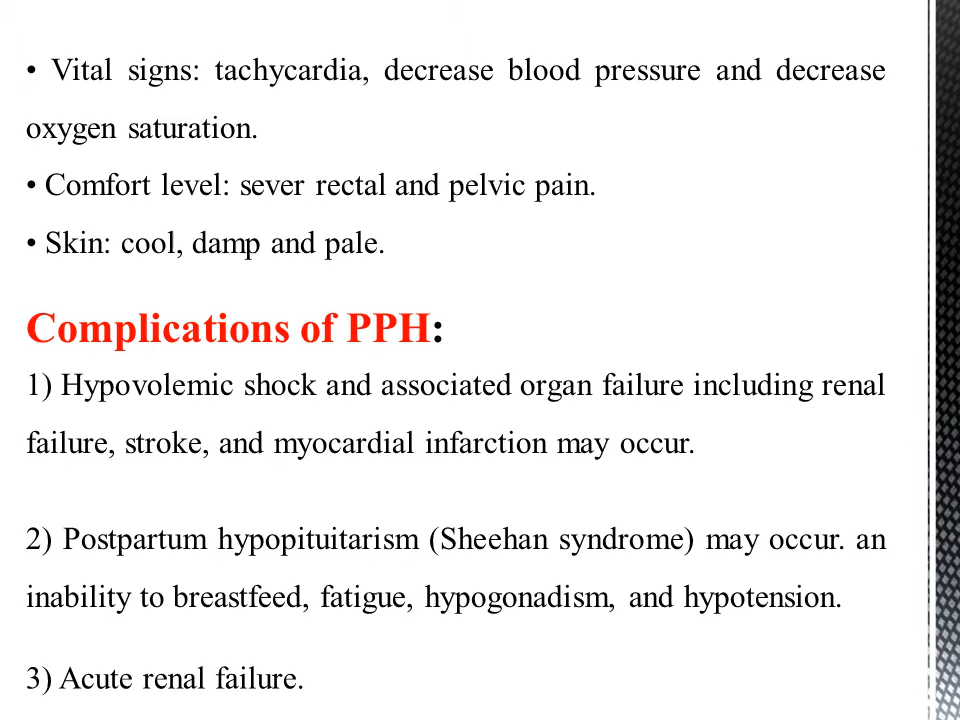 • Vital signs: tachycardia, decrease blood pressure and decrease
oxygen saturation.
• Comfort level: sever rectal and pelvic pain.
• Skin: cool, damp and pale.
Complications of PPH:
1) Hypovolemic shock and associated organ failure including renal
failure, stroke, and myocardial infarction may occur.
2) Postpartum hypopituitarism (Sheehan syndrome) may occur. an
inability to breastfeed, fatigue, hypogonadism, and hypotension.
3) Acute renal failure.